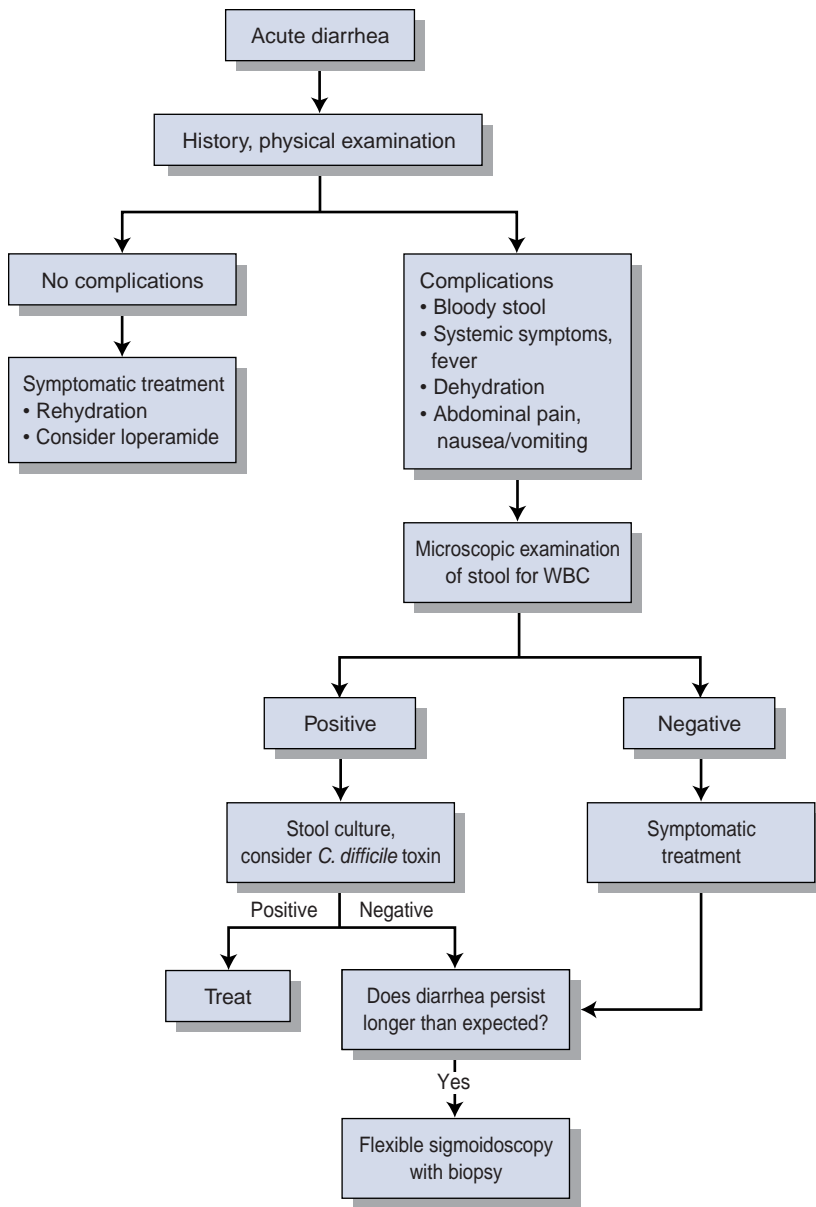 Acute diarrhea
History, physical examination
No complications
Symptomatic treatment
• Rehydration
• Consider loperamide
Complications
• Bloody stool
• Systemic symptoms,
fever
• Dehydration
• Abdominal pain,
nausea/vomiting
Microscopic examination
of stool for WBC
Positive
Negative
Stool culture,
consider C. difficile toxin
Symptomatic
treatment
Positive
Negative
Treat
Does diarrhea persist
longer than expected?
Yes
Flexible sigmoidoscopy
with biopsy